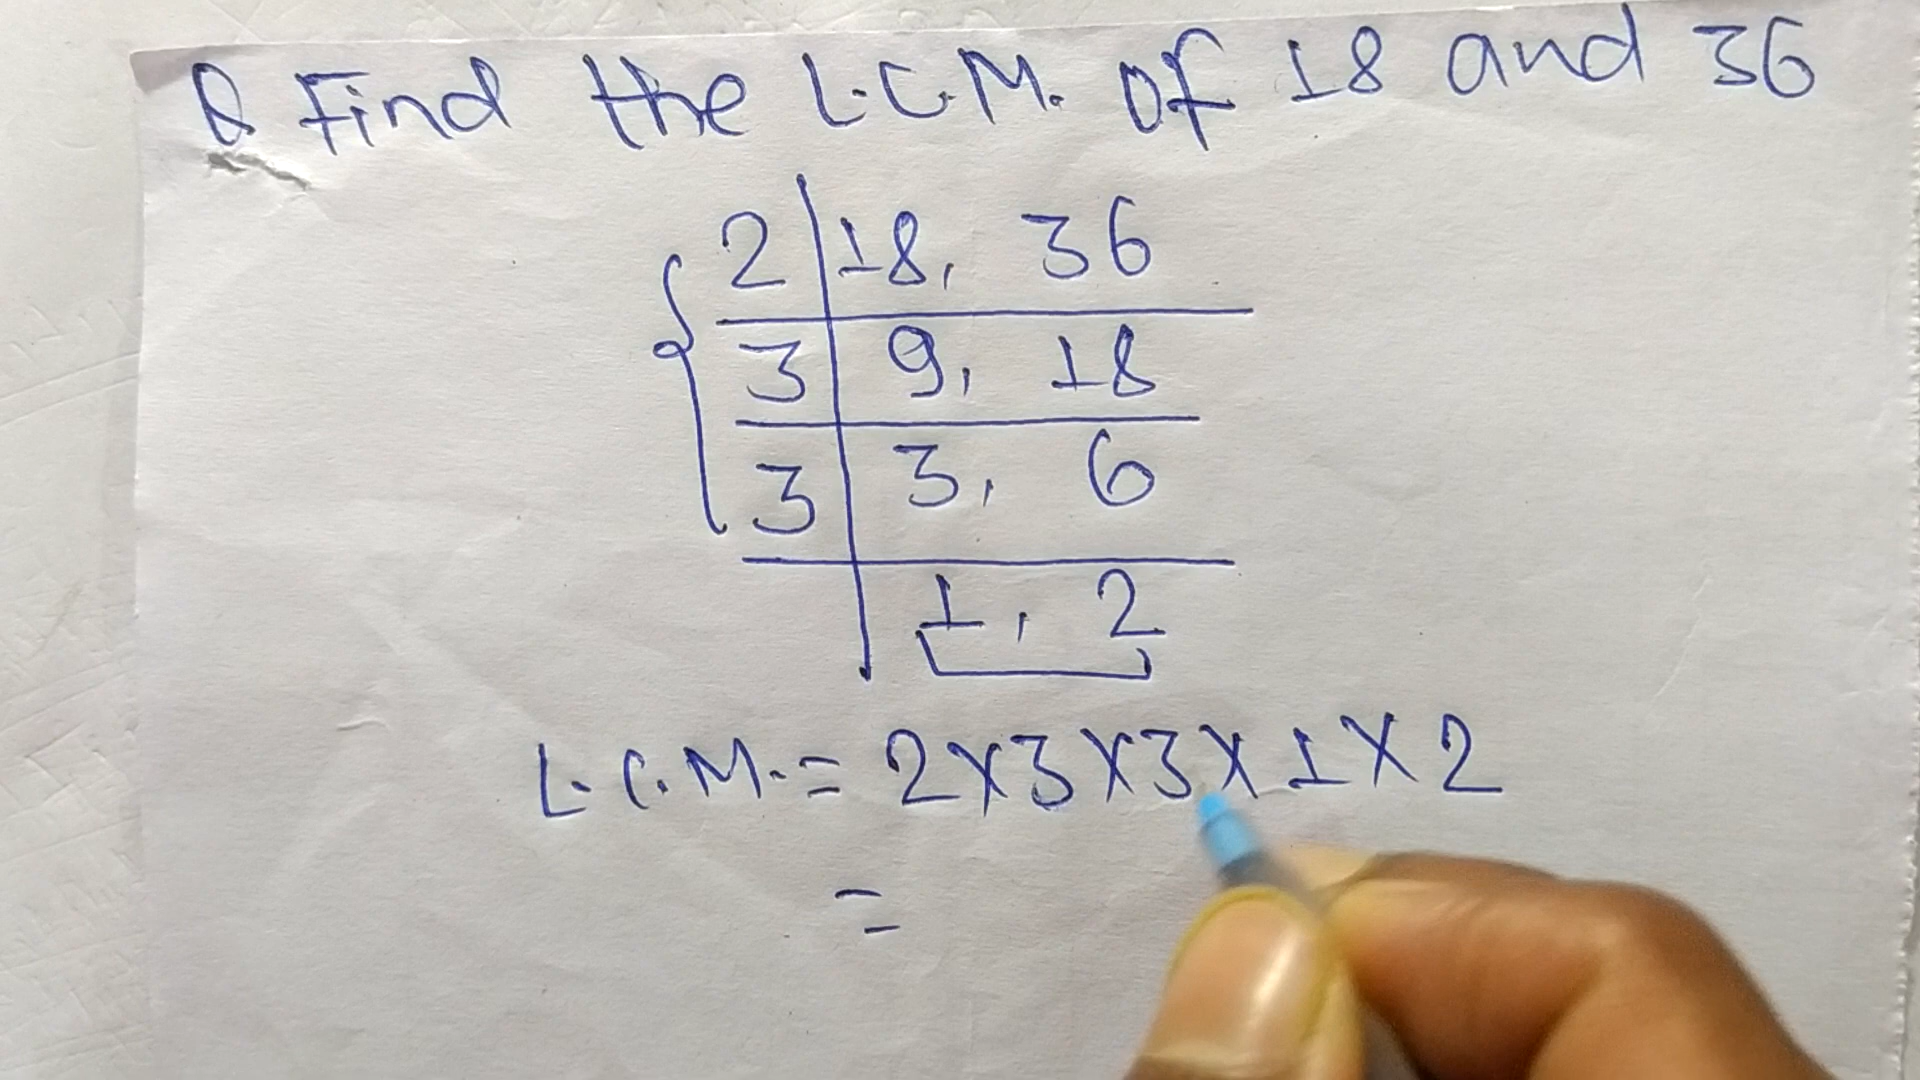 Q Find the L.C.M. of 18 and 36
2 | 18, 36
3 | 9, 18
3 | 3, 6
1, 2
L.C.M. = 2×3×3×1×2
=